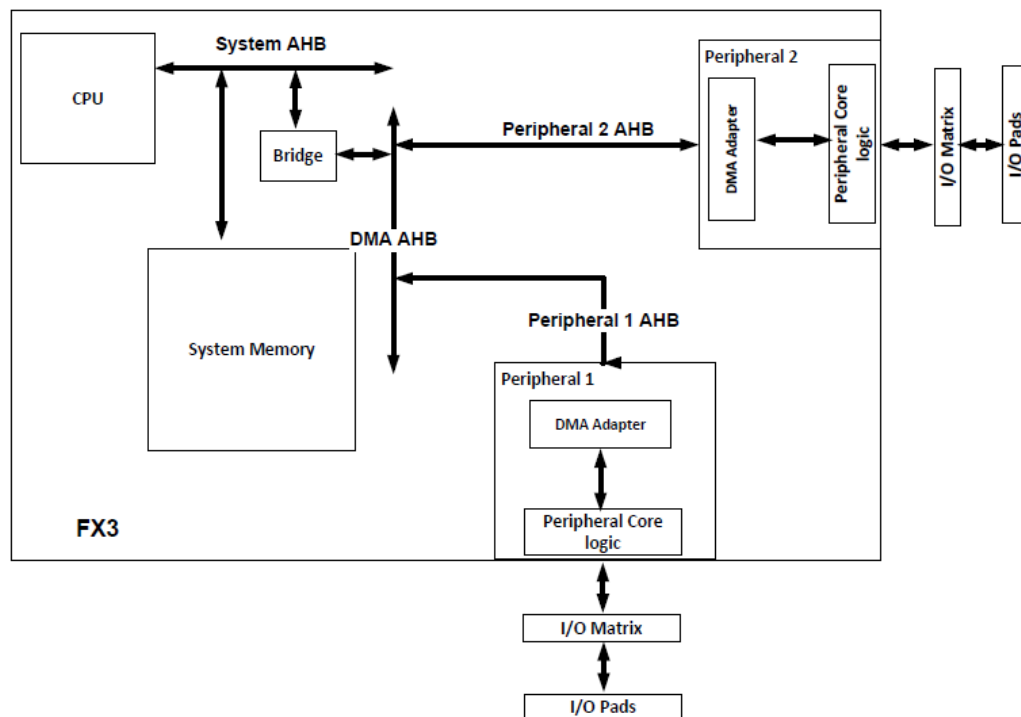 System AHB
CPU
Bridge
Peripheral 2 AHB
Peripheral 2
DMA Adapter
Peripheral Core
logic
I/O Matrix
I/O Pads
DMA AHB
System Memory
Peripheral 1 AHB
Peripheral 1
DMA Adapter
Peripheral Core
logic
FX3
I/O Matrix
I/O Pads